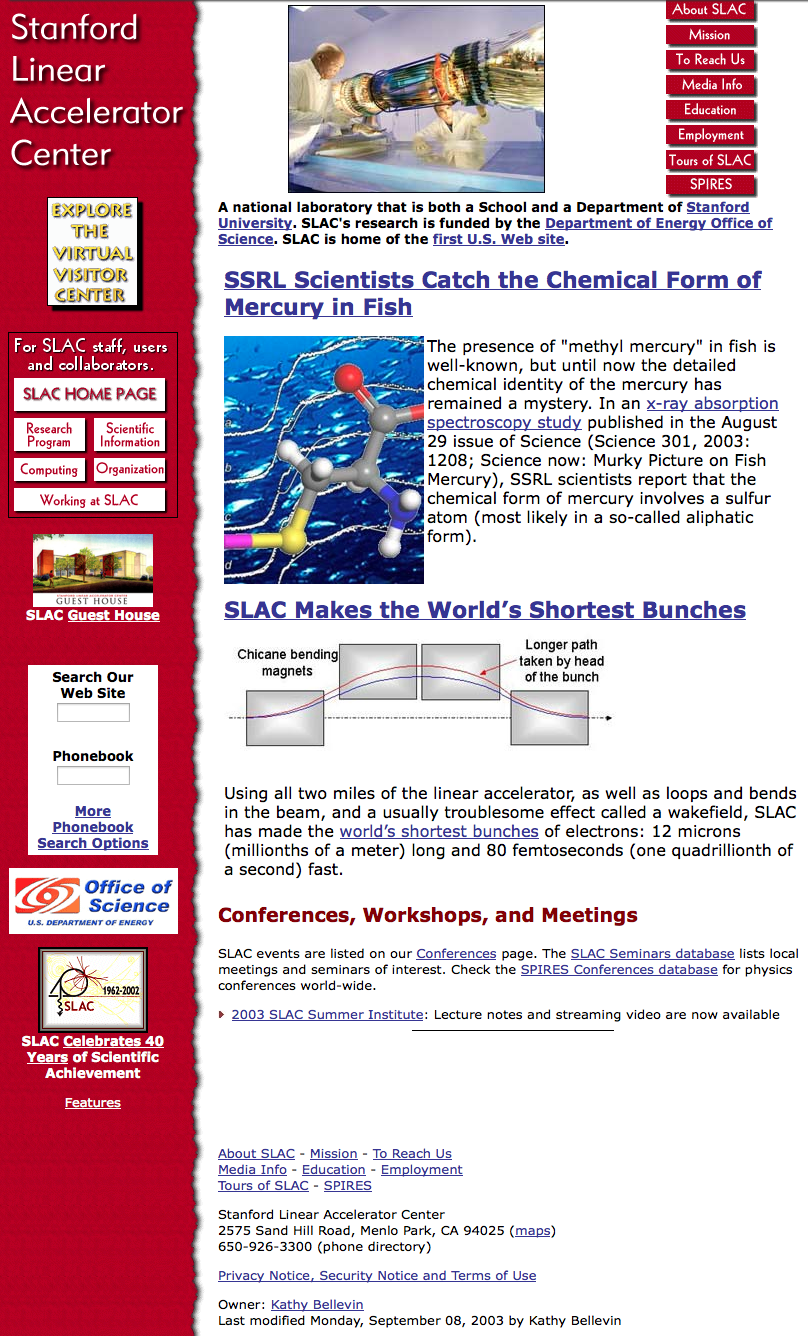 Stanford
Linear
Accelerator
Center
EXPLORE
THE
VIRTUAL
VISITOR
CENTER
For SLAC staff, users
and collaborators.
SLAC HOME PAGE
Research
Program
Scientific
Information
Computing
Organization
Working at SLAC
GUEST HOUSE
SLAC Guest House
Search Our
Web Site
Phonebook
More
Phonebook
Search Options
Office of
Science
U.S. DEPARTMENT OF ENERGY
1962-2002
SLAC
SLAC Celebrates 40
Years of Scientific
Achievement
Features
About SLAC
Mission
To Reach Us
Media Info
Education
Employment
Tours of SLAC
SPIRES
A national laboratory that is both a School and a Department of Stanford
University. SLAC's research is funded by the Department of Energy Office of
Science. SLAC is home of the first U.S. Web site.
SSRL Scientists Catch the Chemical Form of
Mercury in Fish
a
b
c
d
The presence of "methyl mercury" in fish is
well-known, but until now the detailed
chemical identity of the mercury has
remained a mystery. In an x-ray absorption
spectroscopy study published in the August
29 issue of Science (Science 301, 2003:
1208; Science now: Murky Picture on Fish
Mercury), SSRL scientists report that the
chemical form of mercury involves a sulfur
atom (most likely in a so-called aliphatic
form).
SLAC Makes the World’s Shortest Bunches
Chicane bending
magnets
Longer path
taken by head
of the bunch
Using all two miles of the linear accelerator, as well as loops and bends
in the beam, and a usually troublesome effect called a wakefield, SLAC
has made the world’s shortest bunches of electrons: 12 microns
(millionths of a meter) long and 80 femtoseconds (one quadrillionth of
a second) fast.
Conferences, Workshops, and Meetings
SLAC events are listed on our Conferences page. The SLAC Seminars database lists local
meetings and seminars of interest. Check the SPIRES Conferences database for physics
conferences world-wide.
2003 SLAC Summer Institute: Lecture notes and streaming video are now available
About SLAC - Mission - To Reach Us
Media Info - Education - Employment
Tours of SLAC - SPIRES
Stanford Linear Accelerator Center
2575 Sand Hill Road, Menlo Park, CA 94025 (maps)
650-926-3300 (phone directory)
Privacy Notice, Security Notice and Terms of Use
Owner: Kathy Bellevin
Last modified Monday, September 08, 2003 by Kathy Bellevin